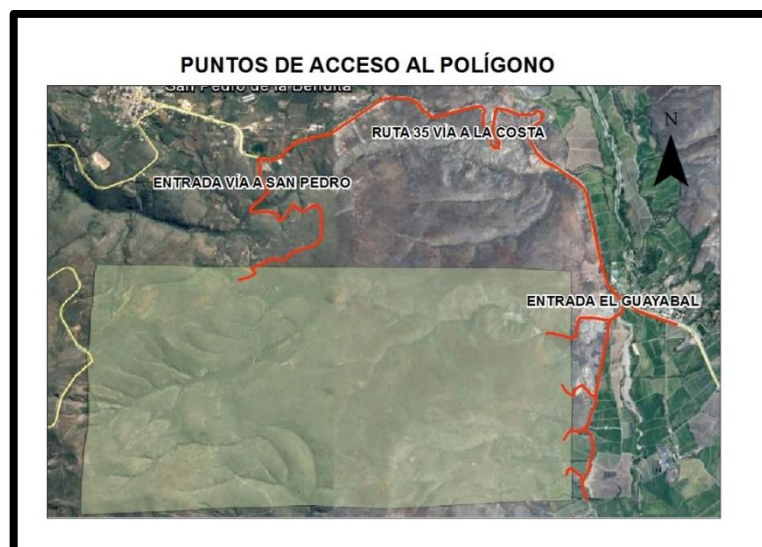 PUNTOS DE ACCESO AL POLÍGONO
San Pedro de la Bendita
RUTA 35 VÍA A LA COSTA
N
ENTRADA VÍA A SAN PEDRO
ENTRADA EL GUAYABAL